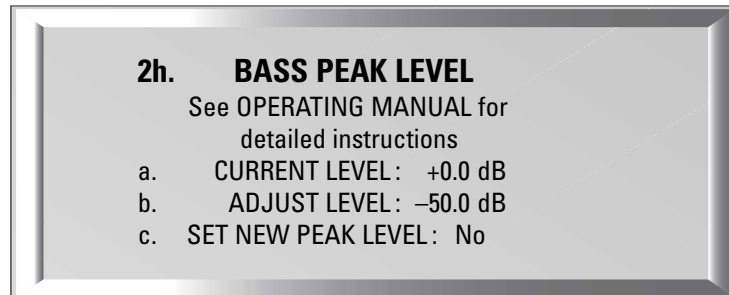 2h. BASS PEAK LEVEL
See OPERATING MANUAL for
detailed instructions
a. CURRENT LEVEL: +0.0 dB
b. ADJUST LEVEL: –50.0 dB
c. SET NEW PEAK LEVEL: No